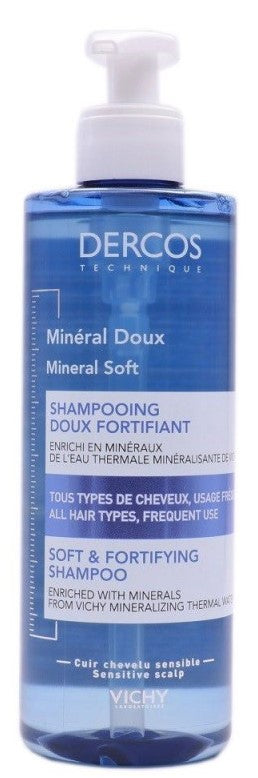 DERCOS
TECHNIQUE
Minéral Doux
Mineral Soft
SHAMPOOING
DOUX FORTIFIANT
ENRICHI EN MINÉRAUX
DE L'EAU THERMALE MINÉRALISANTE DE
TOUS TYPES DE CHEVEUX, USAGE
ALL HAIR TYPES, FREQUENT USE
SOFT & FORTIFYING
SHAMPOO
ENRICHED WITH MINERALS
FROM VICHY MINERALIZING THERMAL
Cuir chevelu sensible
Sensitive scalp
VICHY
LABORATOIRES